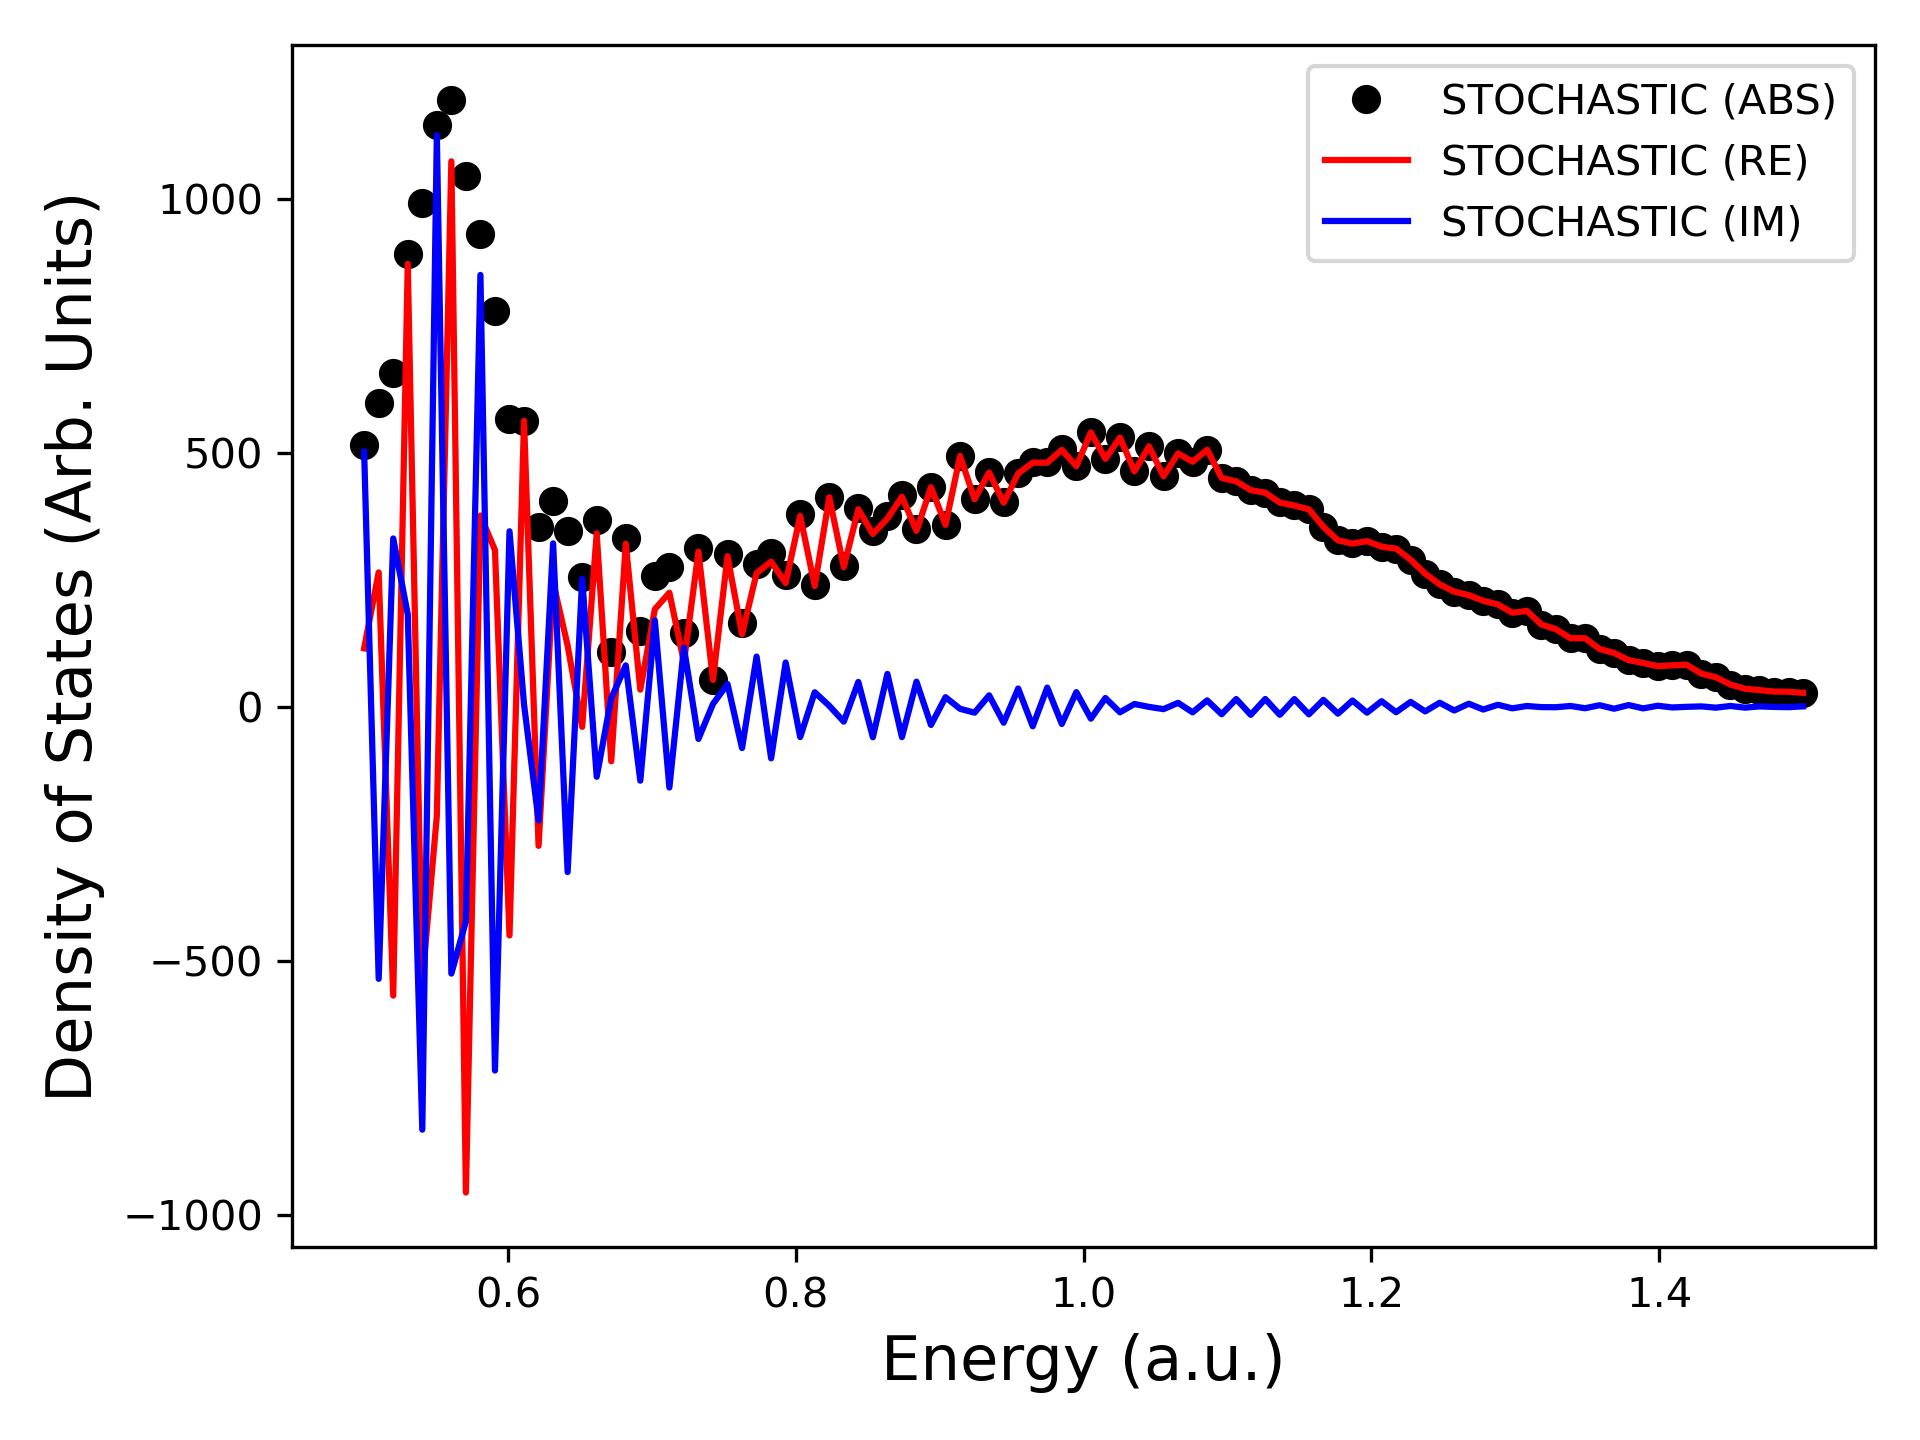 STOCHASTIC (ABS)
STOCHASTIC (RE)
STOCHASTIC (IM)
Density of States (Arb. Units)
1000
500
0
−500
−1000
0.6 0.8 1.0 1.2 1.4
Energy (a.u.)